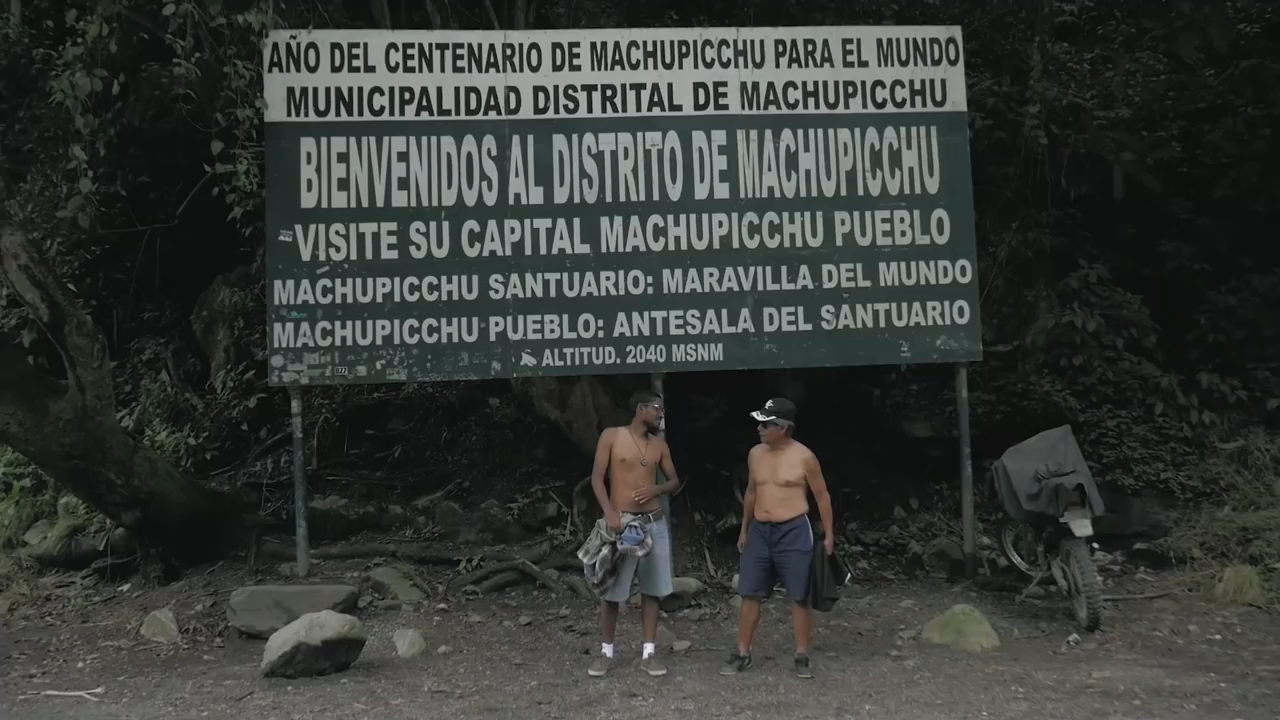 AÑO DEL CENTENARIO DE MACHUPICCHU PARA EL MUNDO
MUNICIPALIDAD DISTRITAL DE MACHUPICCHU
BIENVENIDOS AL DISTRITO DE MACHUPICCHU
VISITE SU CAPITAL MACHUPICCHU PUEBLO
MACHUPICCHU SANTUARIO: MARAVILLA DEL MUNDO
MACHUPICCHU PUEBLO: ANTESALA DEL SANTUARIO
ALTITUD. 2040 MSNM